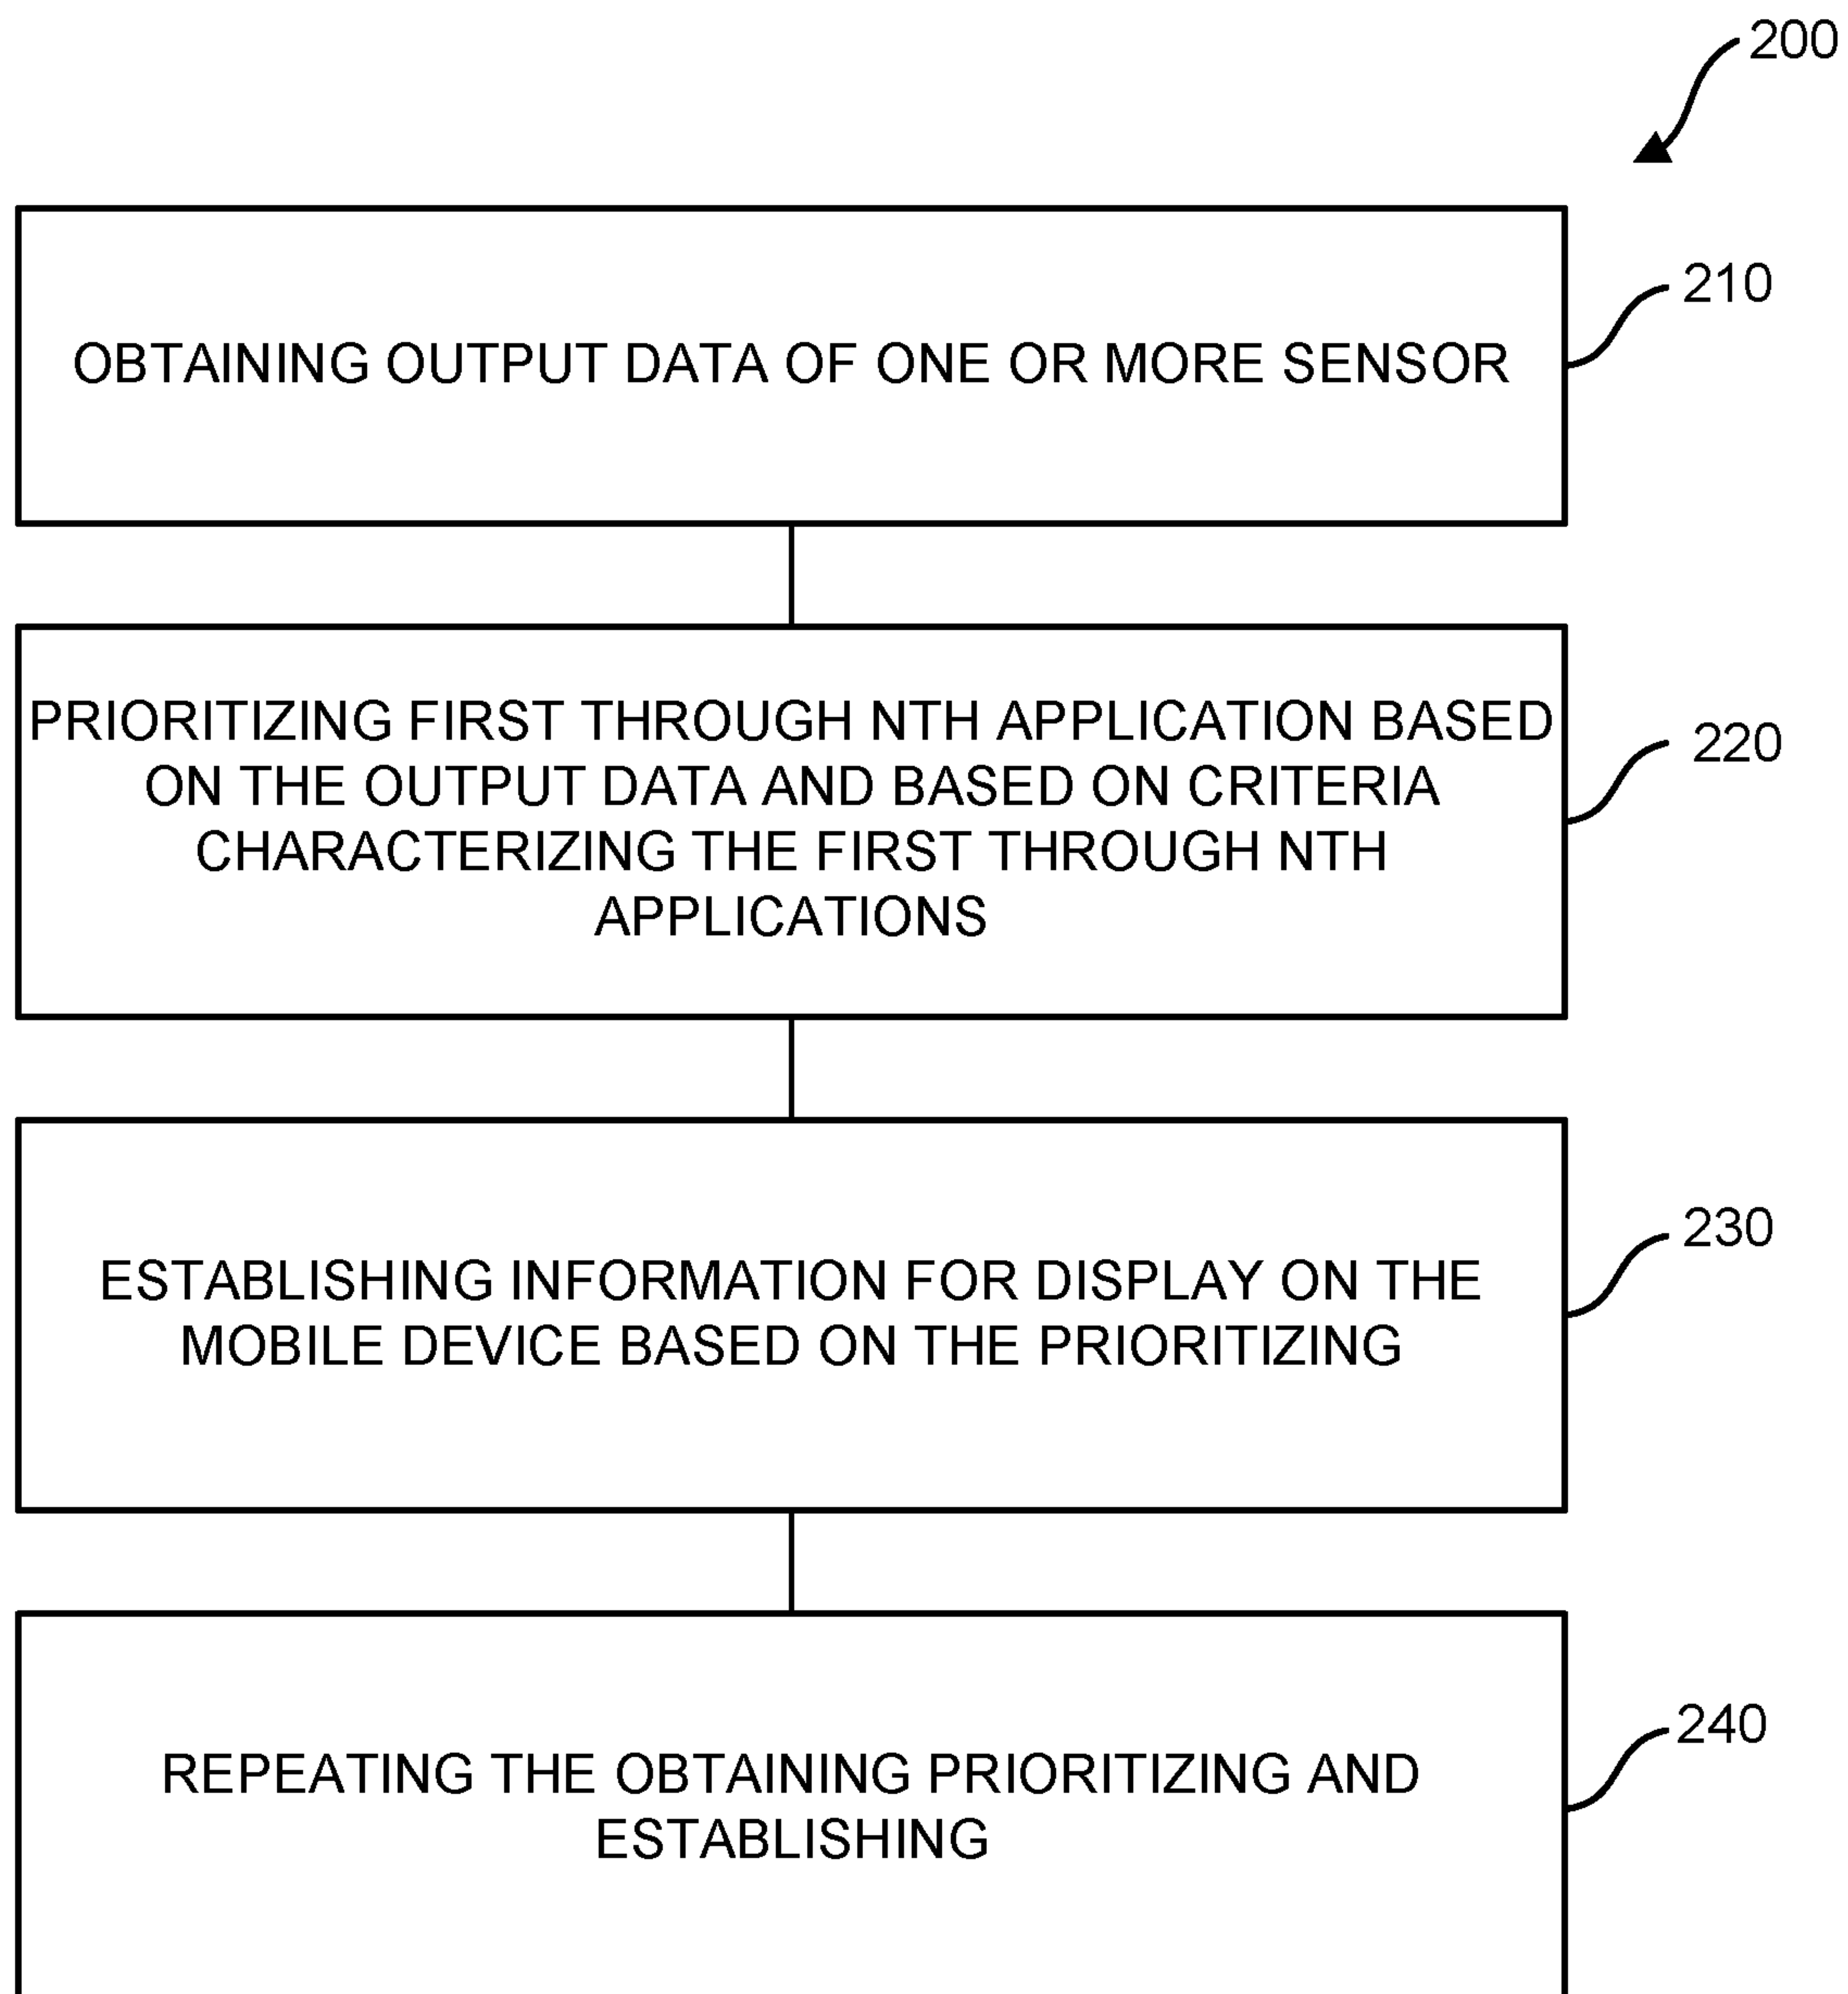 200
OBTAINING OUTPUT DATA OF ONE OR MORE SENSOR
210
PRIORITIZING FIRST THROUGH NTH APPLICATION BASED
ON THE OUTPUT DATA AND BASED ON CRITERIA
CHARACTERIZING THE FIRST THROUGH NTH
APPLICATIONS
220
ESTABLISHING INFORMATION FOR DISPLAY ON THE
MOBILE DEVICE BASED ON THE PRIORITIZING
230
REPEATING THE OBTAINING PRIORITIZING AND
ESTABLISHING
240